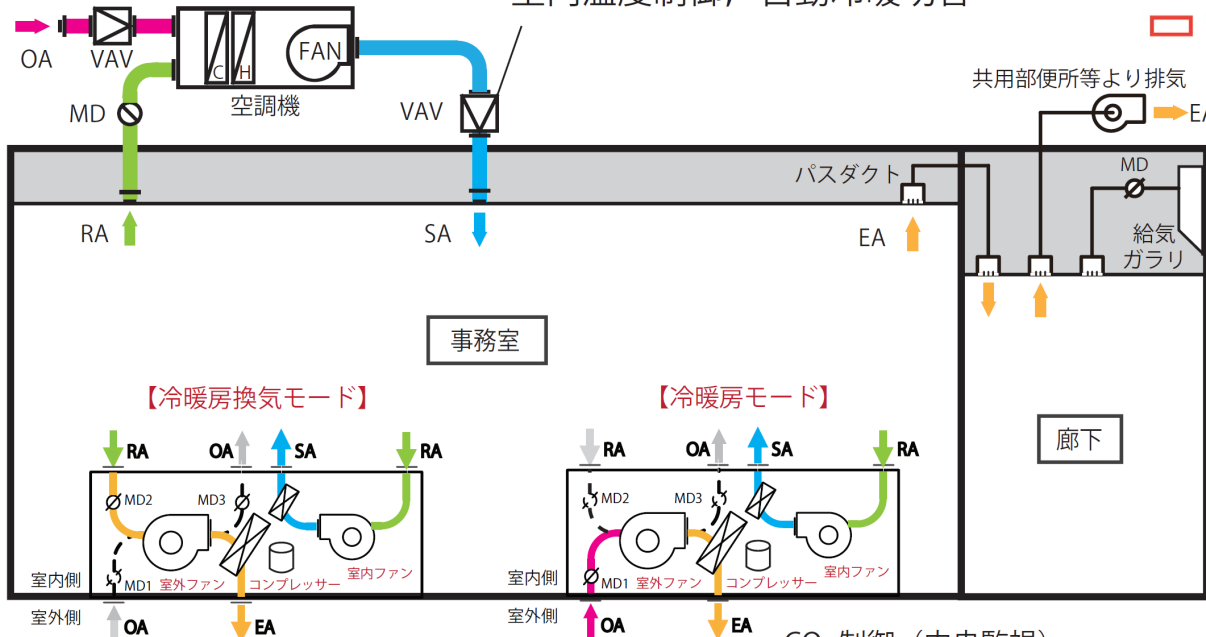 OA
VAV
C
H
FAN
空調機
MD
VAV
共用部便所等より排気
EA
パスダクト
MD
給気
ガラリ
RA
SA
EA
事務室
【冷暖房換気モード】
【冷暖房モード】
廊下
RA
OA
SA
RA
RA
OA
SA
RA
MD2
MD3
MD2
MD3
室内側
MD1
室外ファン
コンプレッサー
室内ファン
室内側
MD1
室外ファン
コンプレッサー
室内ファン
室外側
OA
EA
室外側
OA
EA